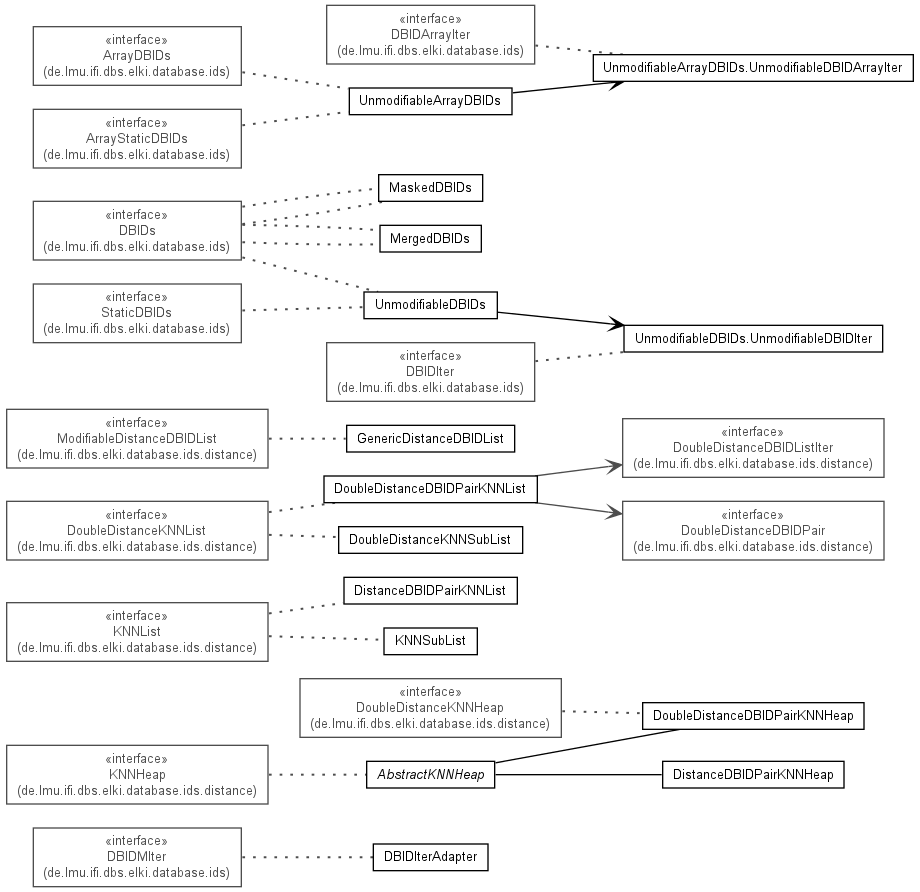 «interface»
ArrayDBIDs
(de.lmu.ifi.dbs.elki.database.ids)
«interface»
DBIDArrayIter
(de.lmu.ifi.dbs.elki.database.ids)
UnmodifiableArrayDBIDs.UnmodifiableDBIDArrayIter
UnmodifiableArrayDBIDs
«interface»
ArrayStaticDBIDs
(de.lmu.ifi.dbs.elki.database.ids)
MaskedDBIDs
«interface»
DBIDs
(de.lmu.ifi.dbs.elki.database.ids)
MergedDBIDs
UnmodifiableDBIDs
«interface»
StaticDBIDs
(de.lmu.ifi.dbs.elki.database.ids)
UnmodifiableDBIDs.UnmodifiableDBIDIter
«interface»
DBIDIter
(de.lmu.ifi.dbs.elki.database.ids)
«interface»
ModifiableDistanceDBIDList
(de.lmu.ifi.dbs.elki.database.ids.distance)
GenericDistanceDBIDList
«interface»
DoubleDistanceDBIDListIter
(de.lmu.ifi.dbs.elki.database.ids.distance)
DoubleDistanceDBIDPairKNNList
«interface»
DoubleDistanceKNNList
(de.lmu.ifi.dbs.elki.database.ids.distance)
«interface»
DoubleDistanceDBIDPair
(de.lmu.ifi.dbs.elki.database.ids.distance)
DoubleDistanceKNNSubList
DistanceDBIDPairKNNList
«interface»
KNNList
(de.lmu.ifi.dbs.elki.database.ids.distance)
KNNSubList
«interface»
DoubleDistanceKNNHeap
(de.lmu.ifi.dbs.elki.database.ids.distance)
DoubleDistanceDBIDPairKNNHeap
«interface»
KNNHeap
(de.lmu.ifi.dbs.elki.database.ids.distance)
AbstractKNNHeap
DistanceDBIDPairKNNHeap
«interface»
DBIDMIter
(de.lmu.ifi.dbs.elki.database.ids)
DBIDIterAdapter